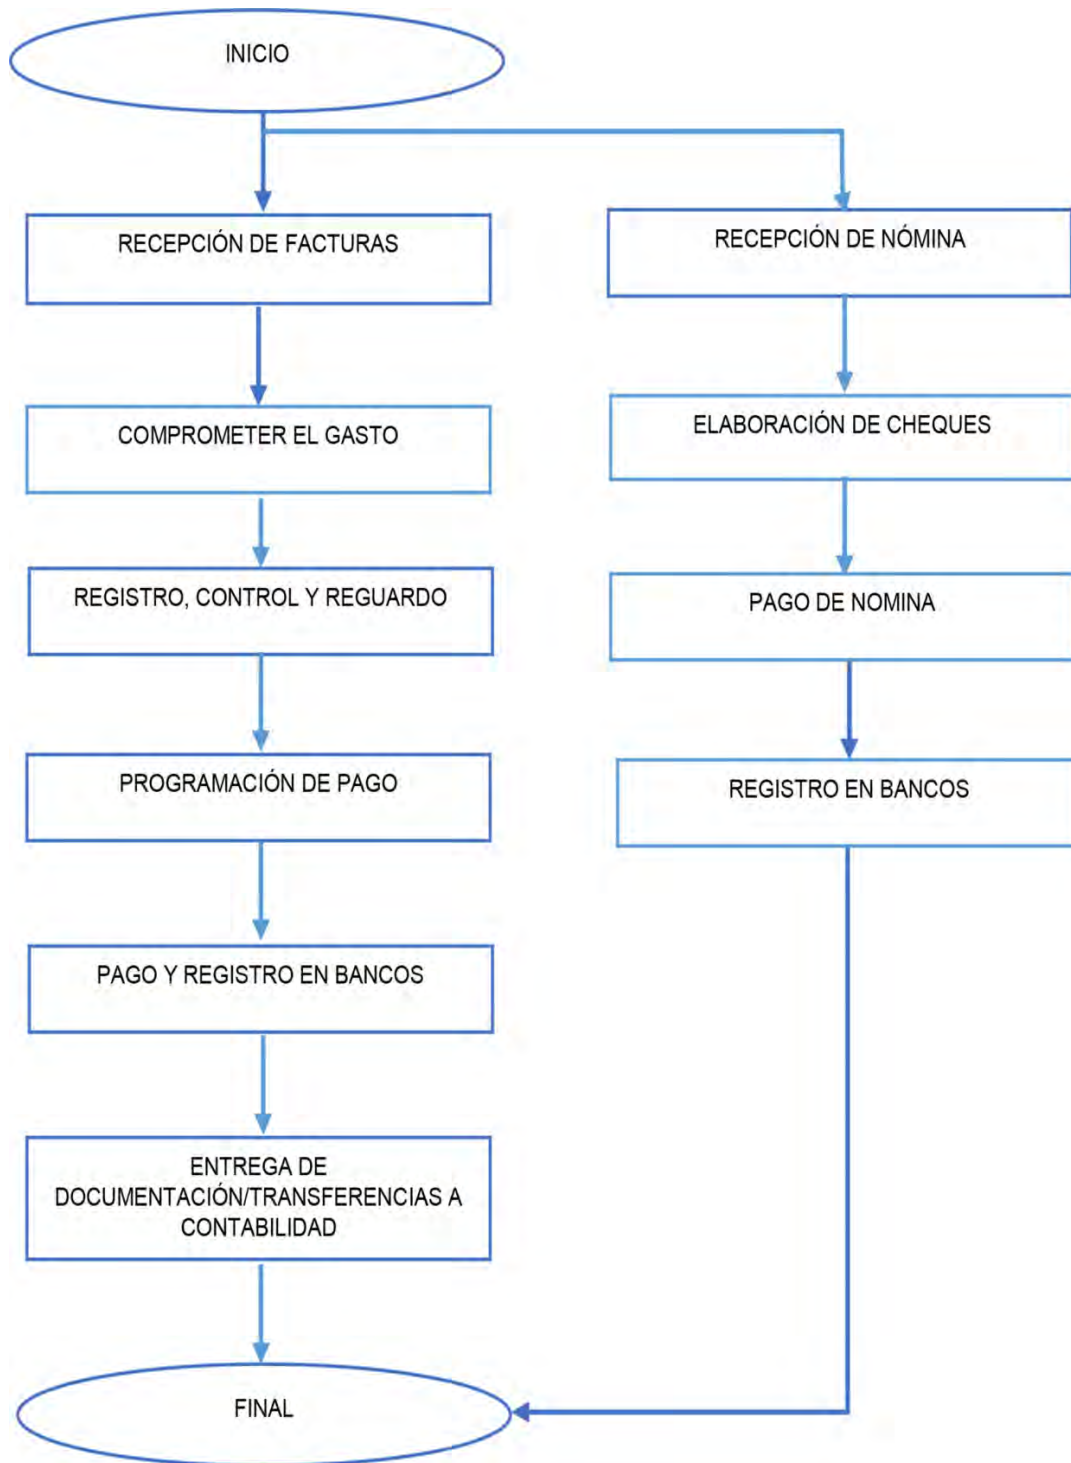 INICIO
RECEPCIÓN DE FACTURAS
COMPROMETER EL GASTO
REGISTRO, CONTROL Y REGUARDO
PROGRAMACIÓN DE PAGO
PAGO Y REGISTRO EN BANCOS
ENTREGA DE
DOCUMENTACIÓN/TRANSFERENCIAS A
CONTABILIDAD
RECEPCIÓN DE NÓMINA
ELABORACIÓN DE CHEQUES
PAGO DE NOMINA
REGISTRO EN BANCOS
FINAL